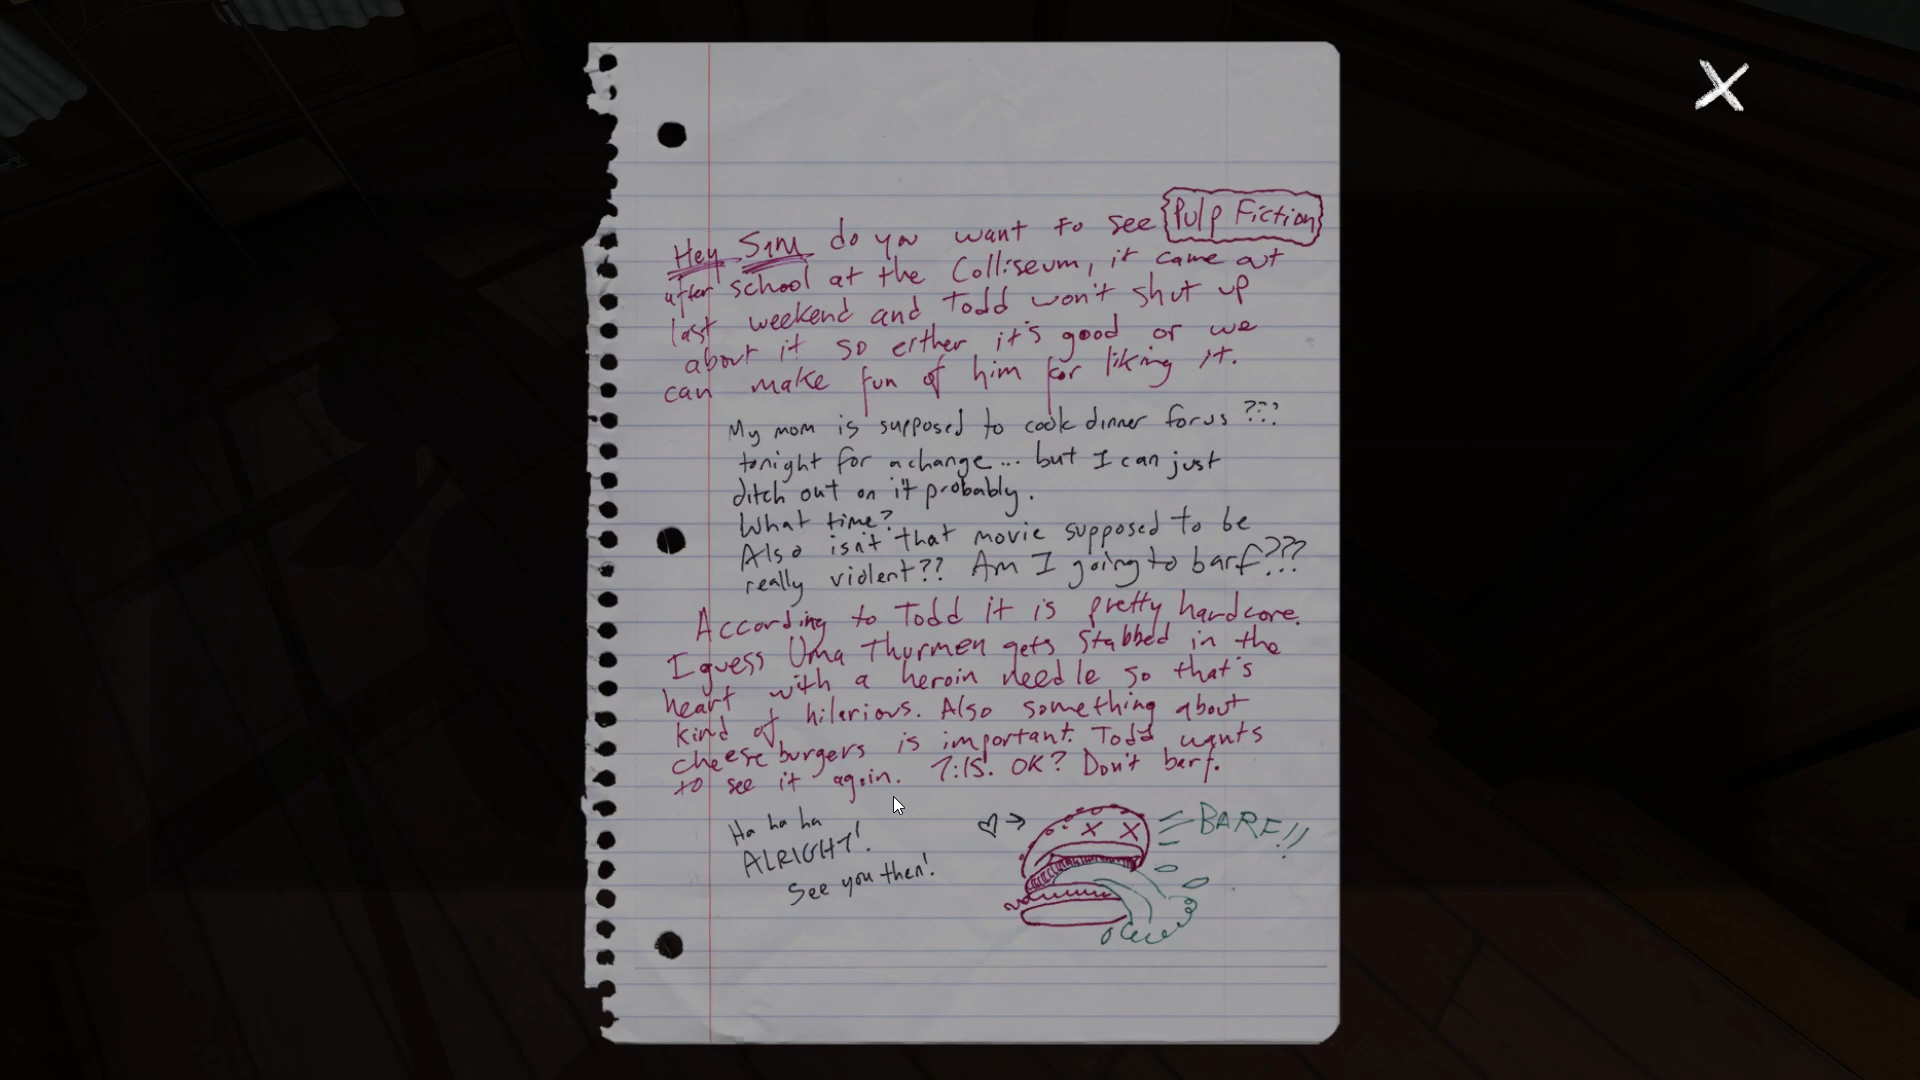 Hey Sam do you want to see Pulp Fiction
after school at the Colliseum, it came out
last weekend and Todd won't shut up
about it so either it's good or we
can make fun of him for liking it.
My mom is supposed to cook dinner for us ???
tonight for a change... but I can just
ditch out on it probably.
What time?
Also isn't that movie supposed to be
really violent?? Am I going to barf???
According to Todd it is pretty hardcore.
I guess Uma Thurmen gets stabbed in the
heart with a heroin needle so that's
kind of hilarious. Also something about
cheeseburgers is important. Todd wants
to see it again. 7:15. OK? Don't barf.
Ha ha ha
ALRIGHT!
See you then!
BARF!!